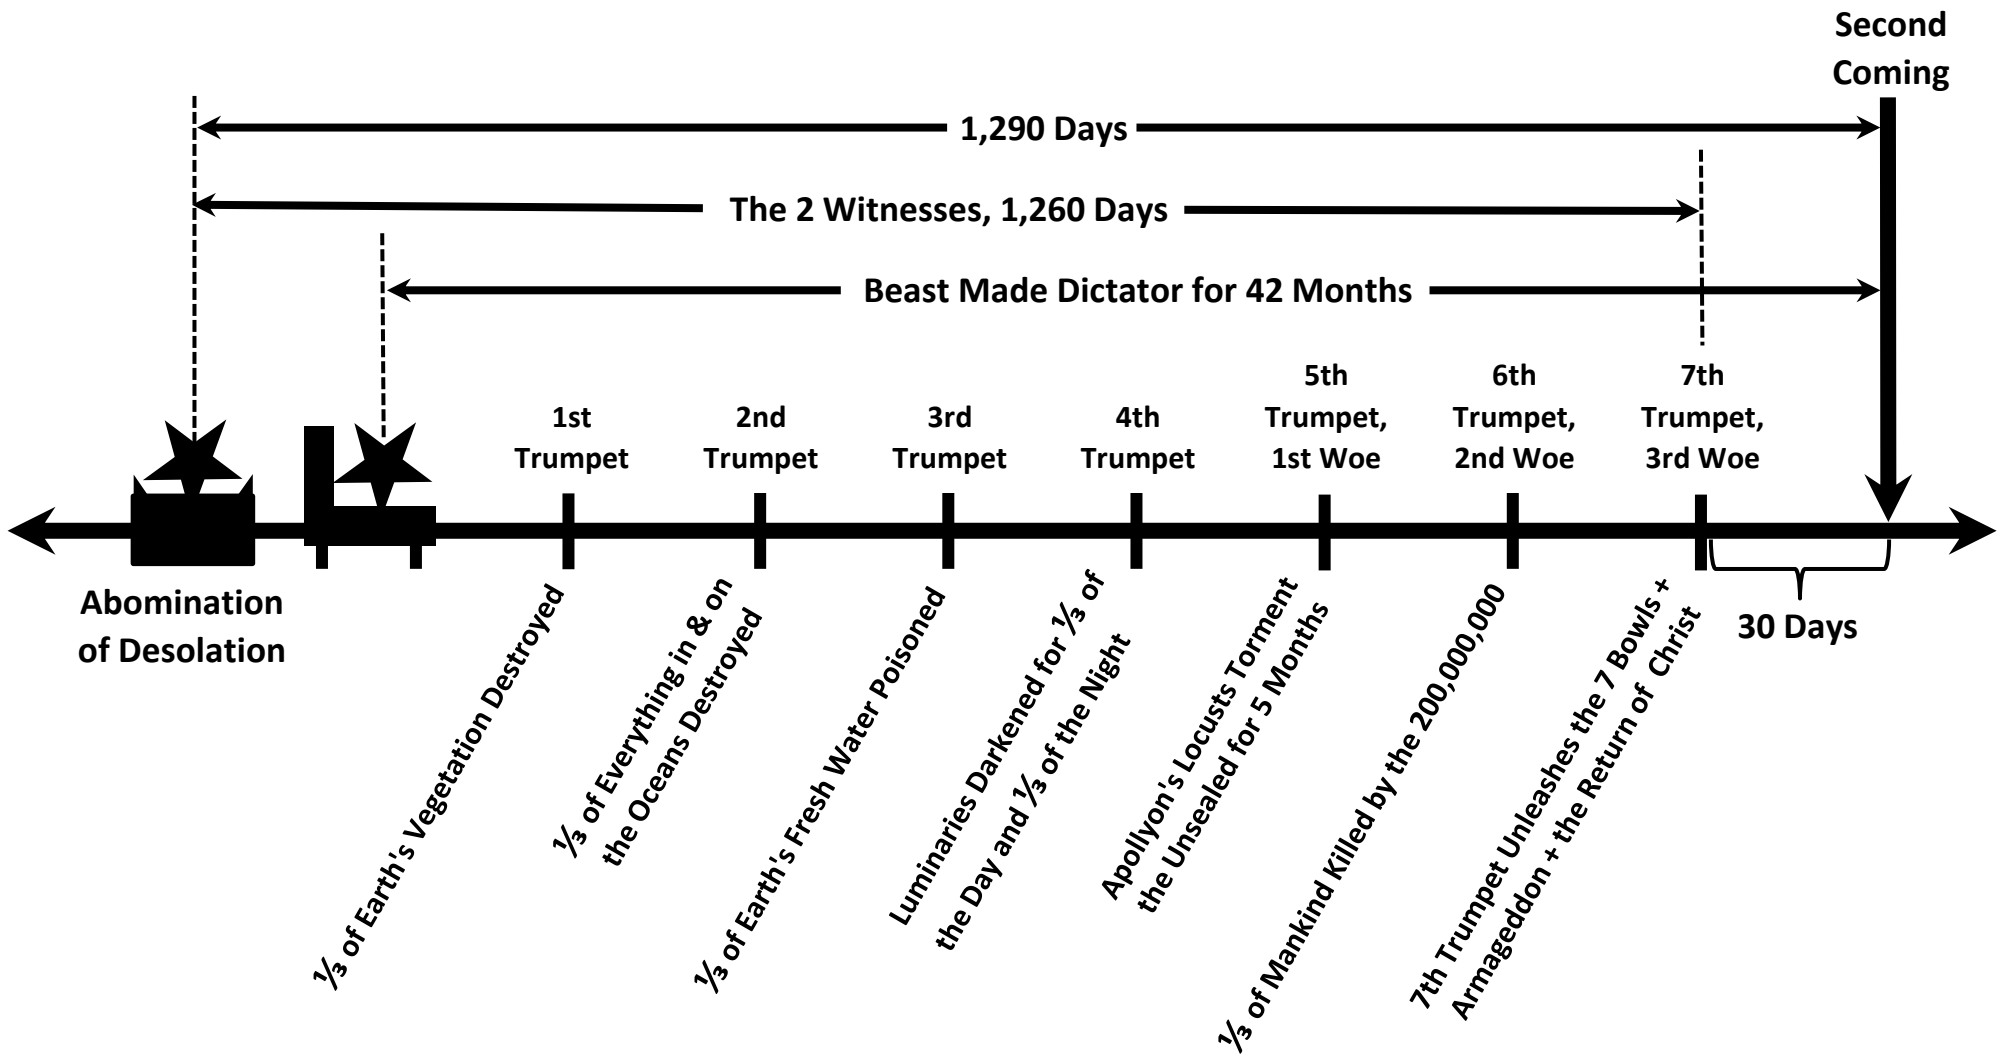 Second
Coming
1,290 Days
The 2 Witnesses, 1,260 Days
Beast Made Dictator for 42 Months
1st
Trumpet
2nd
Trumpet
3rd
Trumpet
4th
Trumpet
5th
Trumpet,
1st Woe
6th
Trumpet,
2nd Woe
7th
Trumpet,
3rd Woe
Abomination
of Desolation
⅓ of Earth's Vegetation Destroyed
⅓ of Everything in & on
the Oceans Destroyed
⅓ of Earth's Fresh Water Poisoned
Luminaries Darkened for ⅓ of
the Day and ⅓ of the Night
Apollyon's Locusts Torment
the Unsealed for 5 Months
⅓ of Mankind Killed by the 200,000,000
7th Trumpet Unleashes the 7 Bowls +
Armageddon + the Return of Christ
30 Days